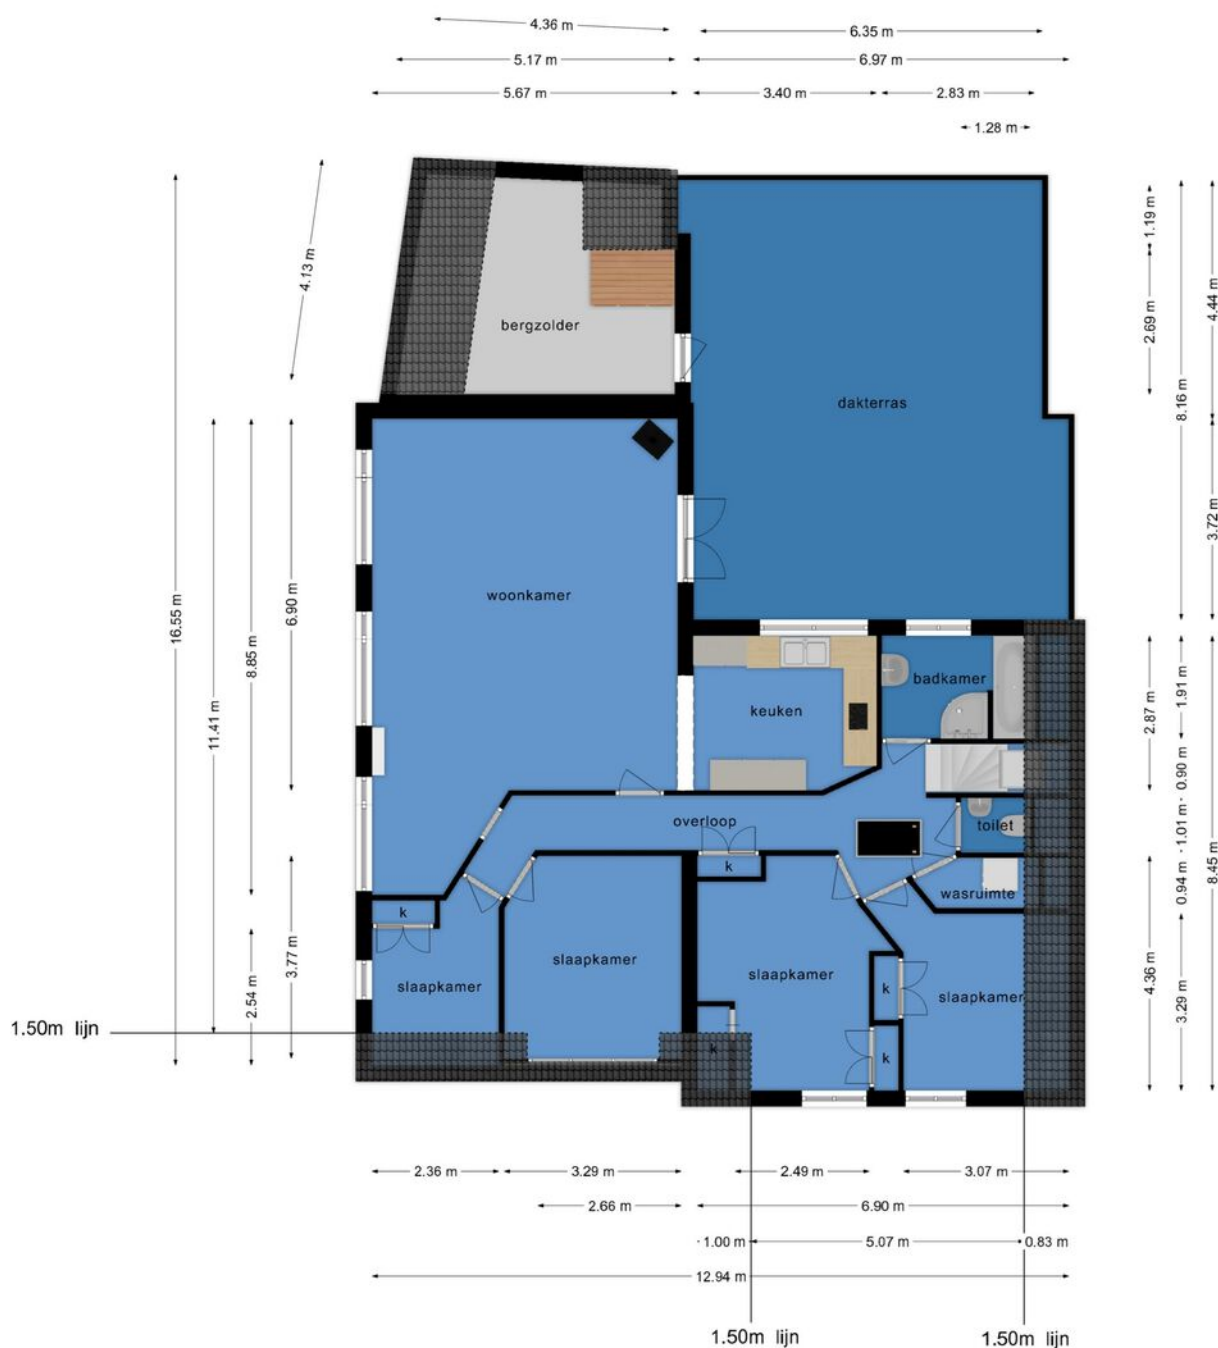 4.36 m
6.35 m
5.17 m
6.97 m
5.67 m
3.40 m
2.83 m
1.28 m
4.13 m
1.19 m
2.69 m
4.44 m
8.16 m
3.72 m
bergzolder
dakterras
woonkamer
16.55 m
11.41 m
8.85 m
6.90 m
badkamer
keuken
2.87 m
1.91 m
0.90 m
1.01 m
0.94 m
8.45 m
overloop
toilet
k
wasruimte
k
slaapkamer
slaapkamer
slaapkamer
slaapkamer
k
k
k
3.77 m
2.54 m
4.36 m
3.29 m
1.50m lijn
2.36 m
3.29 m
2.49 m
3.07 m
2.66 m
6.90 m
1.00 m
5.07 m
0.83 m
12.94 m
1.50m lijn
1.50m lijn